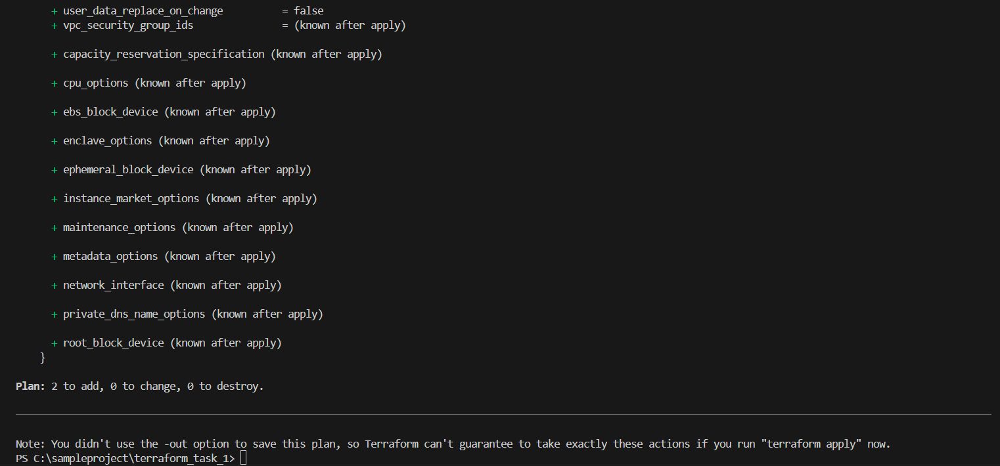 + user_data_replace_on_change          = false
+ vpc_security_group_ids               = (known after apply)
+ capacity_reservation_specification (known after apply)
+ cpu_options (known after apply)
+ ebs_block_device (known after apply)
+ enclave_options (known after apply)
+ ephemeral_block_device (known after apply)
+ instance_market_options (known after apply)
+ maintenance_options (known after apply)
+ metadata_options (known after apply)
+ network_interface (known after apply)
+ private_dns_name_options (known after apply)
+ root_block_device (known after apply)
}
Plan: 2 to add, 0 to change, 0 to destroy.
Note: You didn't use the -out option to save this plan, so Terraform can't guarantee to take exactly these actions if you run "terraform apply" now.
PS C:\sampleproject\terraform_task_1>